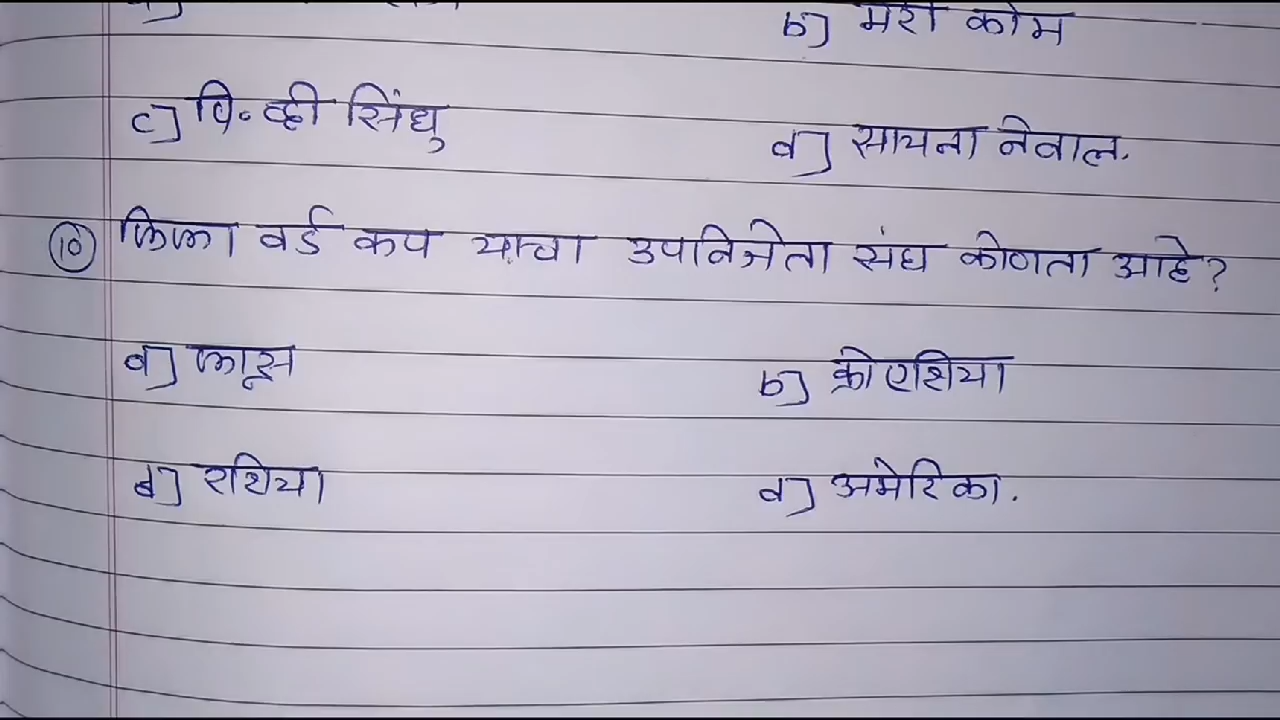 b] मेरी कोम
c] पि. व्ही सिंधु
d] सायना नेवाल.
(10) फिफा वर्ड कप याचा उपविजेता संघ कोणता आहे?
a] फ्रान्स
b] क्रोएशिया
d] रशिया
d] अमेरिका.